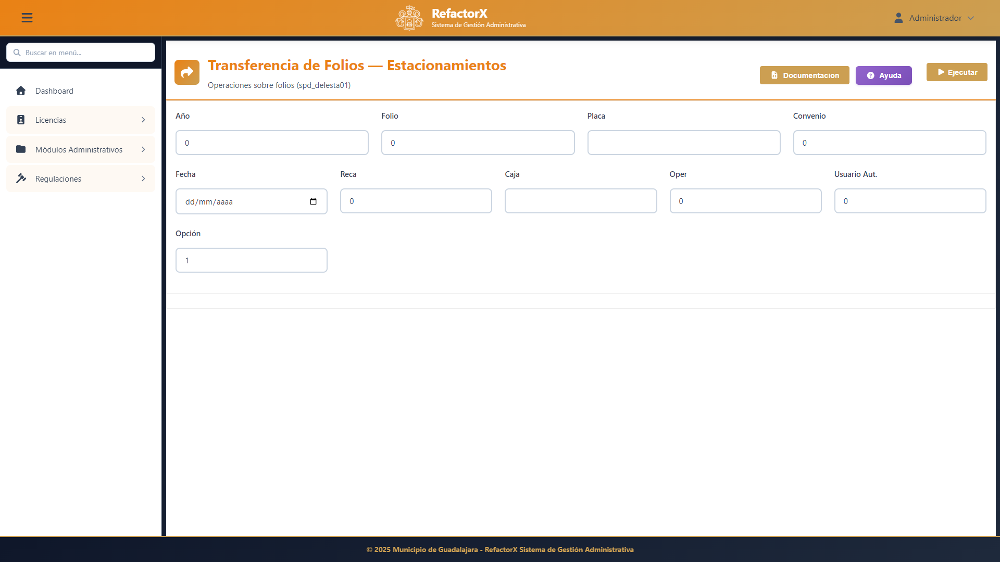 RefactorX
Sistema de Gestión Administrativa
Administrador
Buscar en menú...
Dashboard
Licencias
Módulos Administrativos
Regulaciones
Transferencia de Folios — Estacionamientos
Operaciones sobre folios (spd_delesta01)
Documentacion
Ayuda
Ejecutar
Año
Folio
Placa
Convenio
0
0
0
Fecha
Reca
Caja
Oper
Usuario Aut.
dd/mm/aaaa
0
0
0
Opción
1
© 2025 Municipio de Guadalajara - RefactorX Sistema de Gestión Administrativa